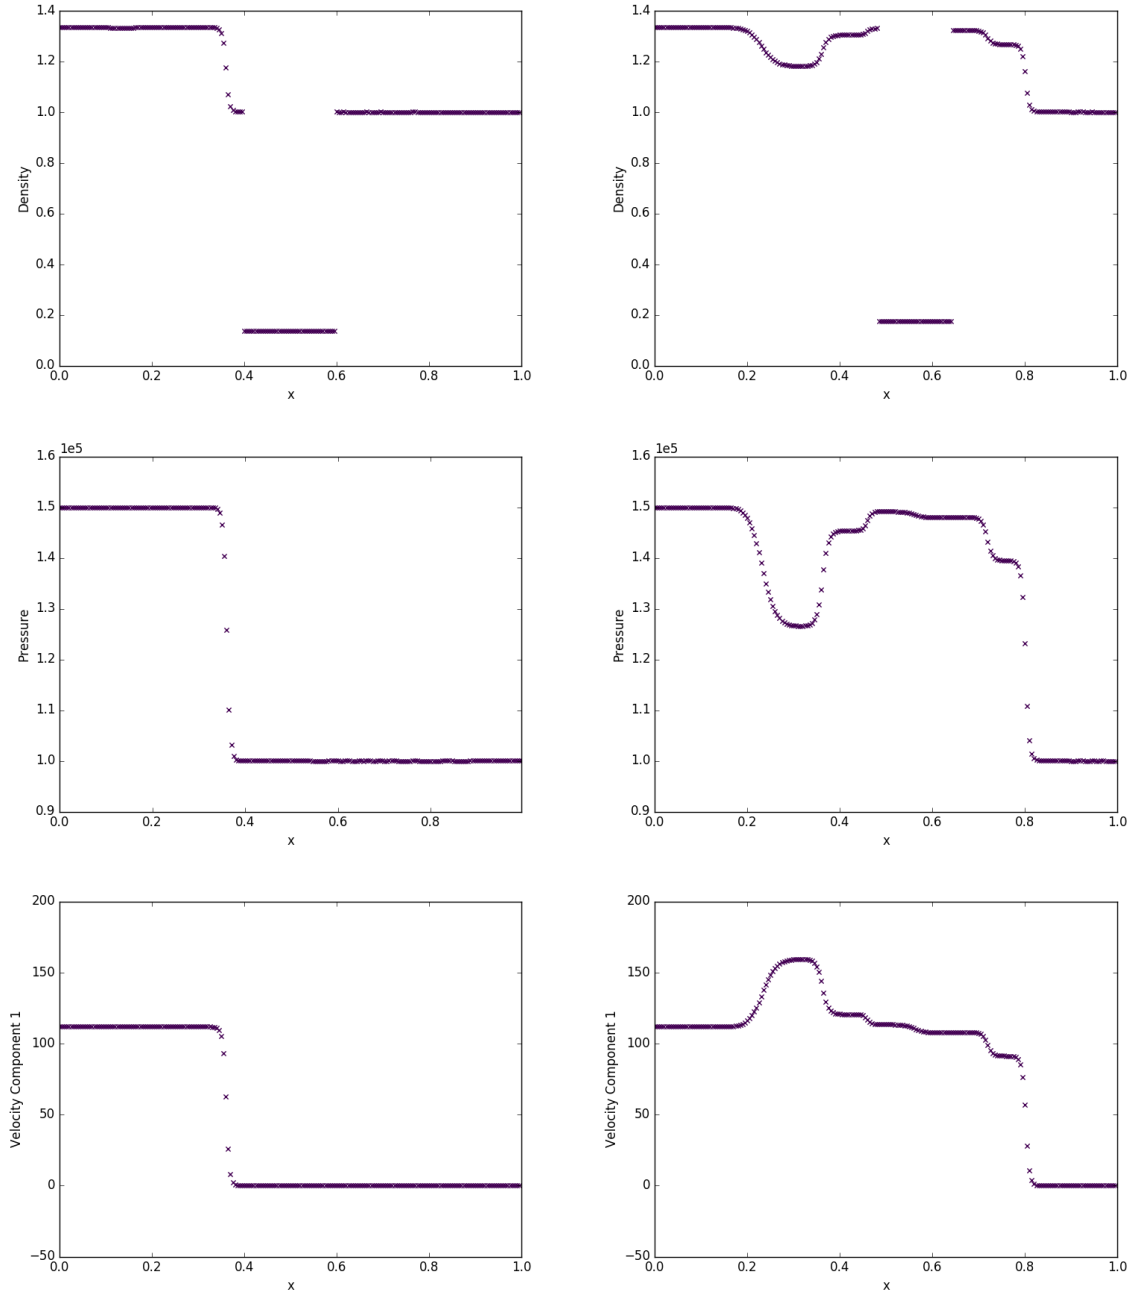 1.4 1.4
1.2 1.2
1.0 1.0
0.8 0.8
Density Density
0.6 0.6
0.4 0.4
0.2 0.2
0.0 0.0
0.0 0.2 0.4 0.6 0.8 1.0 0.0 0.2 0.4 0.6 0.8 1.0
x x
1e5 1e5
1.6 1.6
1.5 1.5
1.4 1.4
1.3 1.3
Pressure Pressure
1.2 1.2
1.1 1.1
1.0 1.0
0.9 0.9
0.0 0.2 0.4 0.6 0.8 0.0 0.2 0.4 0.6 0.8 1.0
x x
200 200
150 150
100 100
Velocity Component 1 Velocity Component 1
50 50
0 0
−50 −50
0.0 0.2 0.4 0.6 0.8 1.0 0.0 0.2 0.4 0.6 0.8 1.0
x x